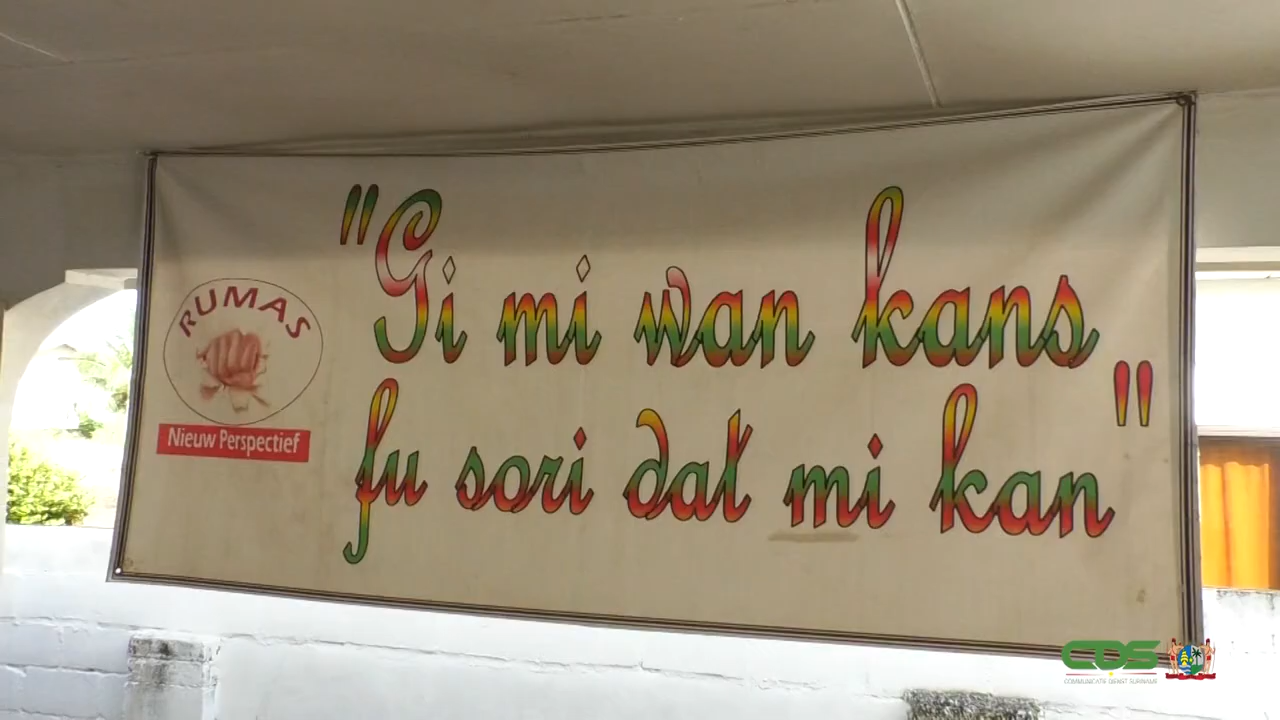 RUMAS
Nieuw Perspectief
"Gi mi wan kans
fu sori dat mi kan"
CDS
COMMUNICATIE DIENST SURINAME